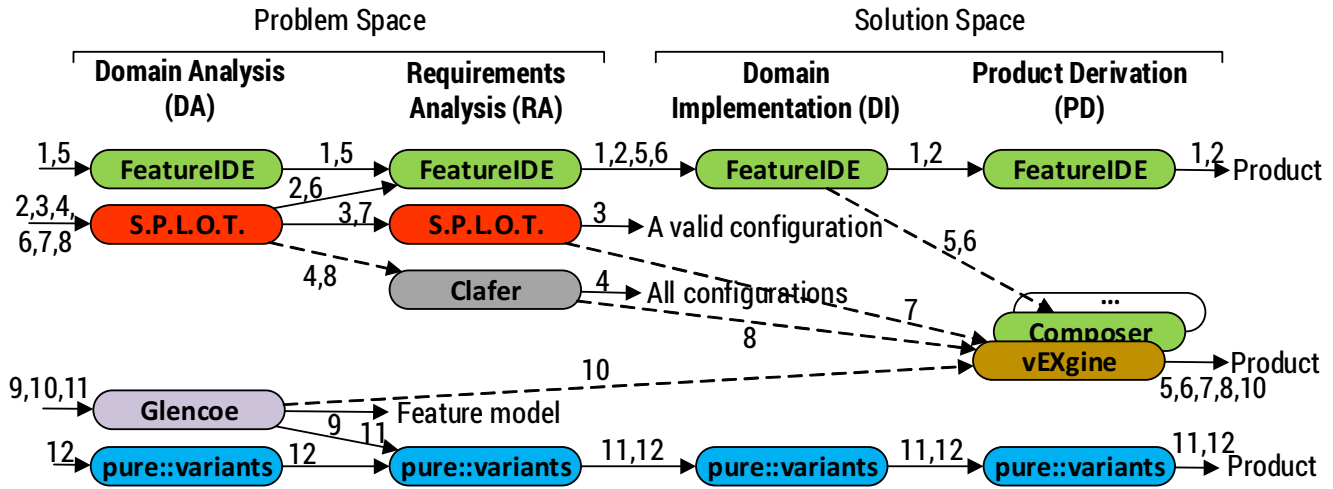 Problem Space
Solution Space
Domain Analysis
(DA)
Requirements
Analysis (RA)
Domain
Implementation (DI)
Product Derivation
(PD)
1,5
FeatureIDE
1,5
FeatureIDE
1,2,5,6
FeatureIDE
1,2
FeatureIDE
1,2
Product
2,6
2,3,4,
6,7,8
S.P.L.O.T.
3,7
S.P.L.O.T.
3
A valid configuration
5,6
4,8
Clafer
4
All configurations
7
8
...
Composer
vEXgine
Product
5,6,7,8,10
10
9,10,11
Glencoe
Feature model
9
11
12
pure::variants
12
pure::variants
11,12
pure::variants
11,12
pure::variants
11,12
Product